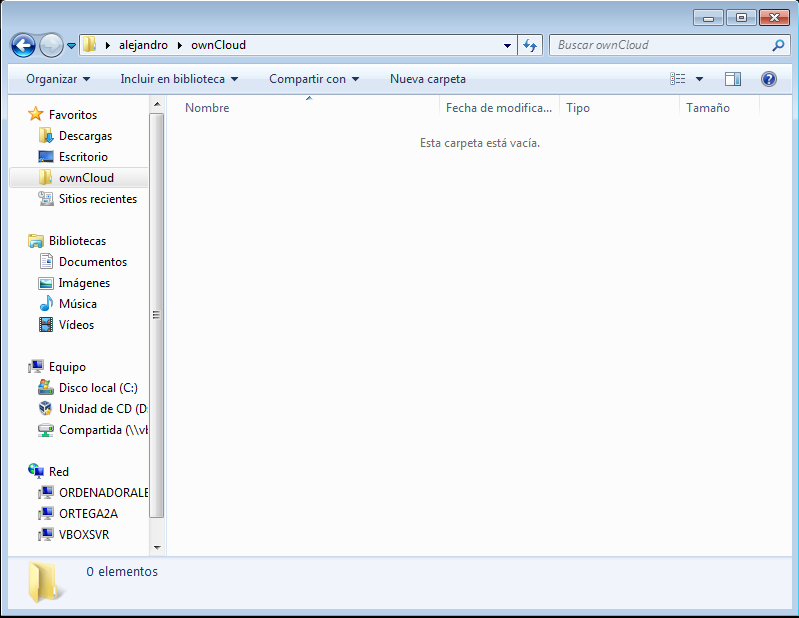 alejandro ownCloud
Buscar ownCloud
Organizar Incluir en biblioteca Compartir con Nueva carpeta
Nombre Fecha de modifica... Tipo Tamaño
Esta carpeta está vacía.
Favoritos
Descargas
Escritorio
ownCloud
Sitios recientes
Bibliotecas
Documentos
Imágenes
Música
Vídeos
Equipo
Disco local (C:)
Unidad de CD (D:
Compartida (\\vb
Red
ORDENADORALE
ORTEGA2A
VBOXSVR
0 elementos